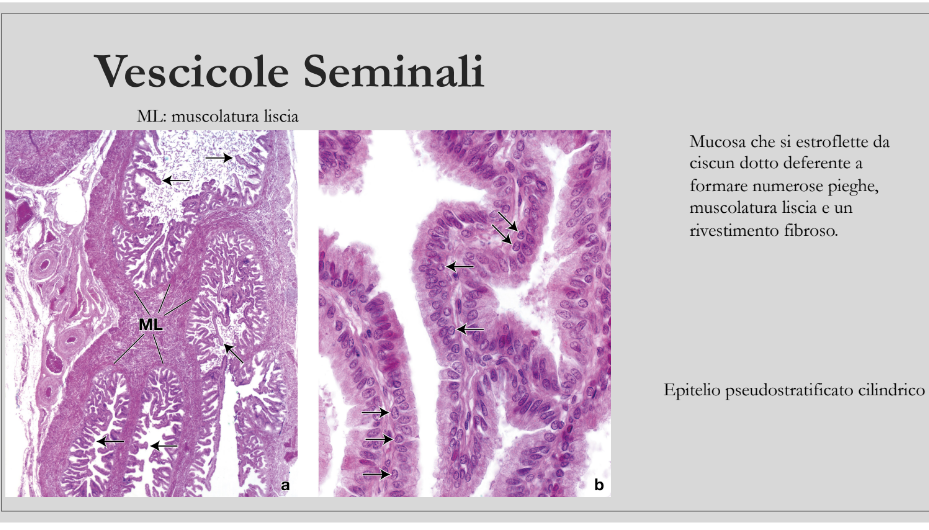 Vescicole Seminali
ML: muscolatura liscia
Mucosa che si estroflette da
ciscun dotto deferente a
formare numerose pieghe,
muscolatura liscia e un
rivestimento fibroso.
ML
Epitelio pseudostratificato cilindrico
a
b